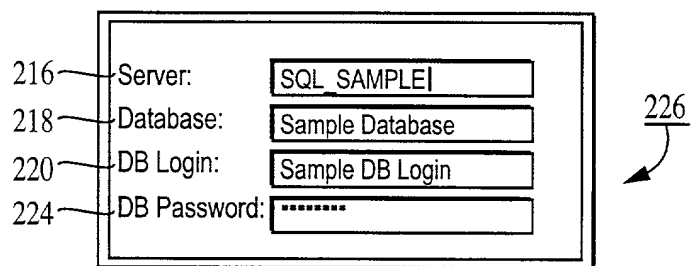 216 Server: SQL_SAMPLE
218 Database: Sample Database 226
220 DB Login: Sample DB Login
224 DB Password: ********